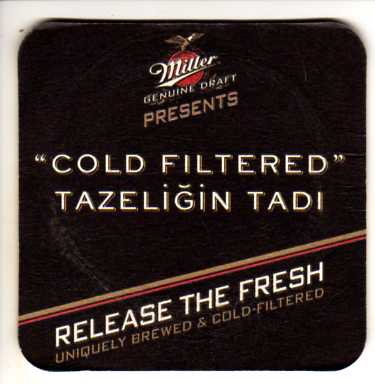 Miller
GENUINE DRAFT
PRESENTS
"COLD FILTERED"
TAZELİĞİN TADI
RELEASE THE FRESH
UNIQUELY BREWED & COLD-FILTERED